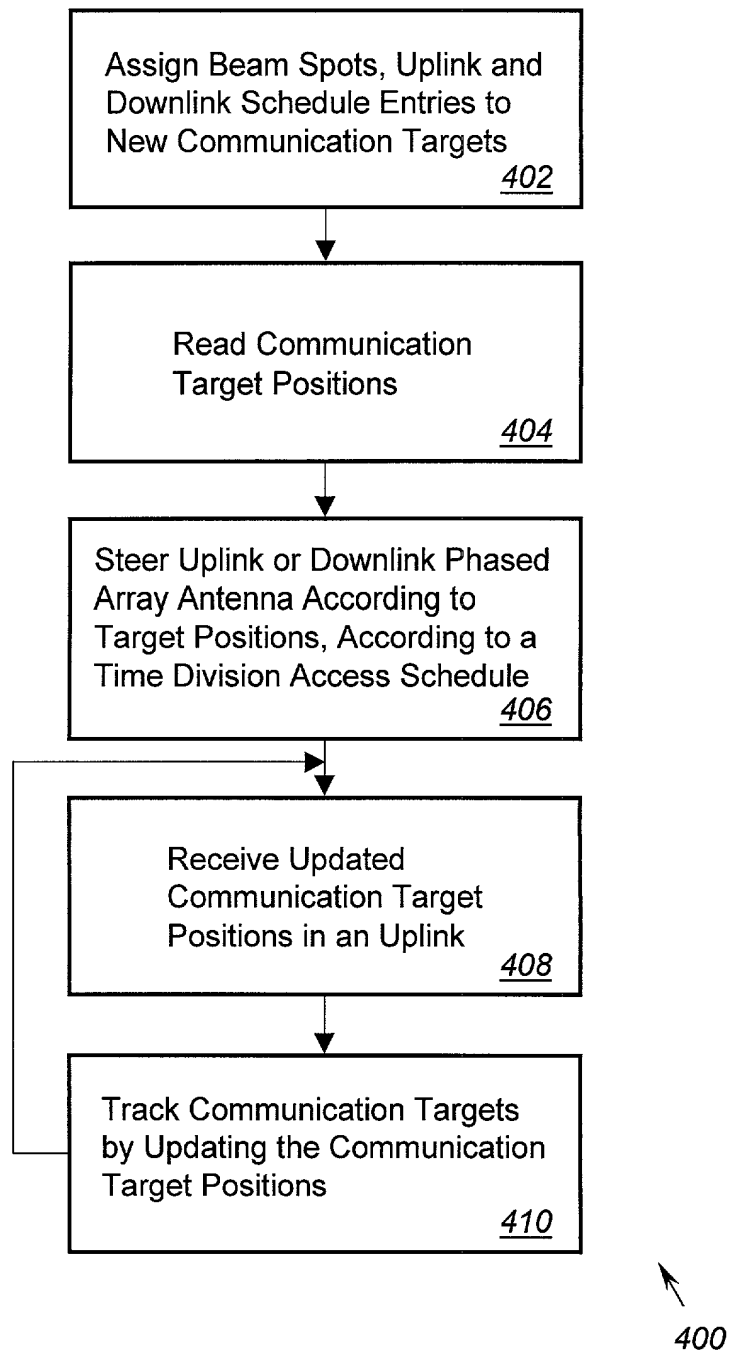 Assign Beam Spots, Uplink and
Downlink Schedule Entries to
New Communication Targets
402
Read Communication
Target Positions
404
Steer Uplink or Downlink Phased
Array Antenna According to
Target Positions, According to a
Time Division Access Schedule
406
Receive Updated
Communication Target
Positions in an Uplink
408
Track Communication Targets
by Updating the Communication
Target Positions
410
400